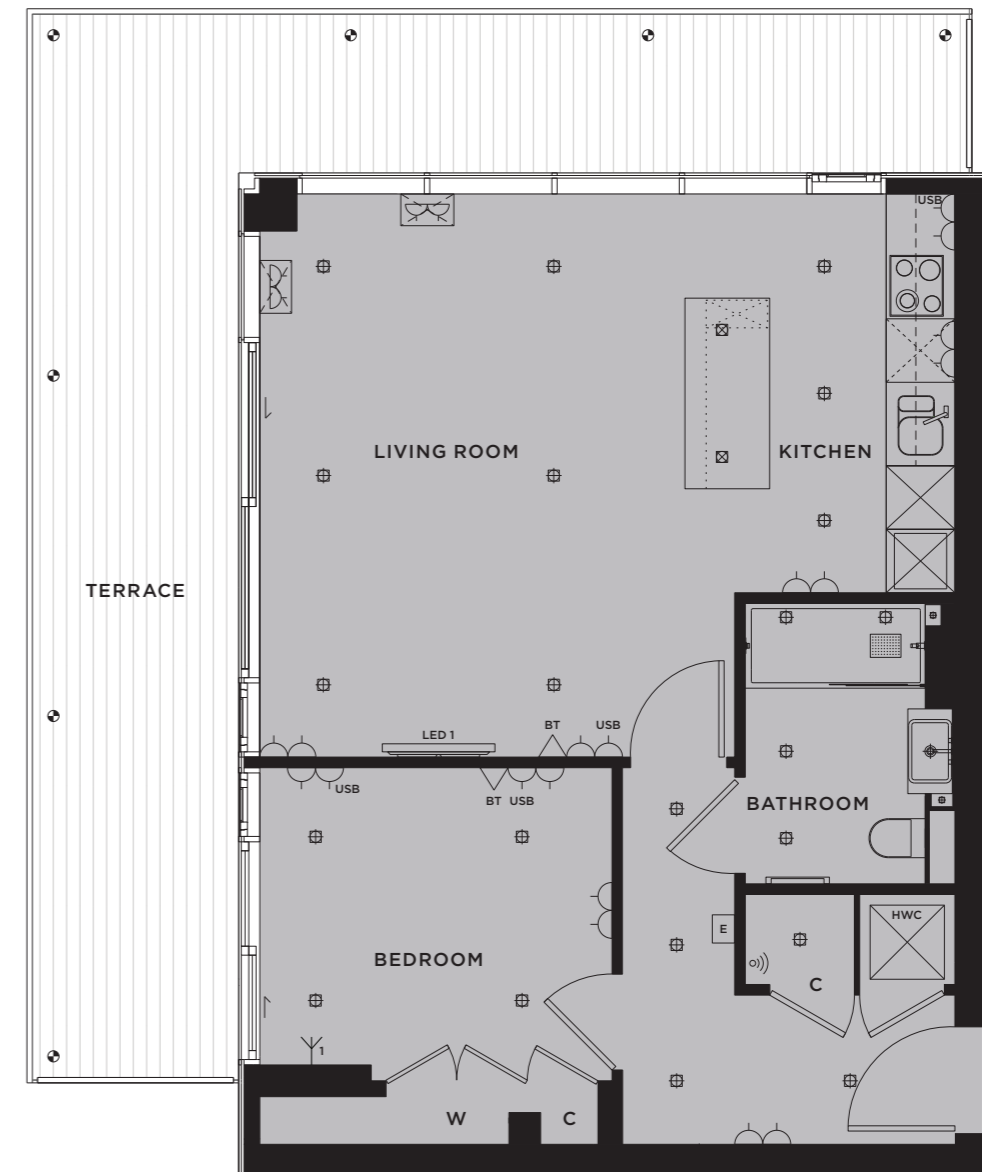 USB
LIVING ROOM
KITCHEN
TERRACE
LED 1
BT
USB
USB
BT
USB
BATHROOM
HWC
E
BEDROOM
C
1
W
C